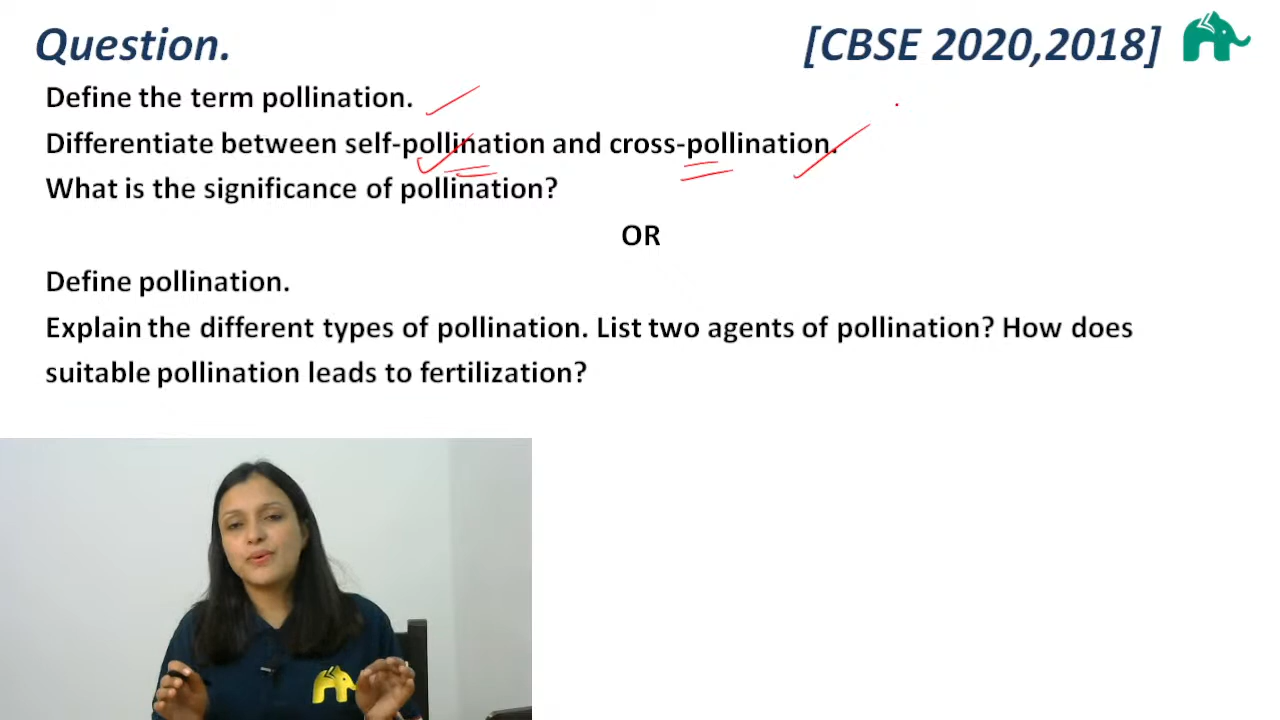 Question.
[CBSE 2020,2018]
Define the term pollination.
Differentiate between self-pollination and cross-pollination.
What is the significance of pollination?
OR
Define pollination.
Explain the different types of pollination. List two agents of pollination? How does
suitable pollination leads to fertilization?